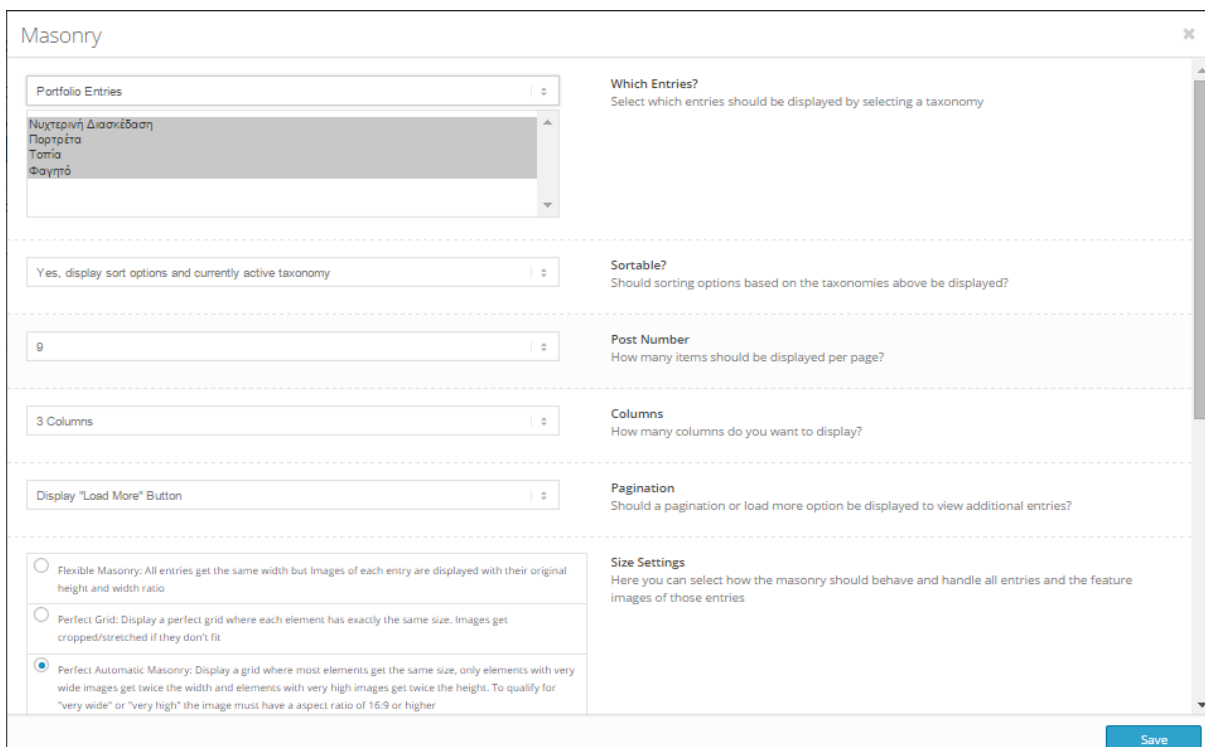 Masonry
Portfolio Entries
Νυχτερινή Διασκέδαση
Πορτρέτα
Τοπία
Φαγητό
Which Entries?
Select which entries should be displayed by selecting a taxonomy
Yes, display sort options and currently active taxonomy
Sortable?
Should sorting options based on the taxonomies above be displayed?
9
Post Number
How many items should be displayed per page?
3 Columns
Columns
How many columns do you want to display?
Display "Load More" Button
Pagination
Should a pagination or load more option be displayed to view additional entries?
Flexible Masonry: All entries get the same width but Images of each entry are displayed with their original
height and width ratio
Perfect Grid: Display a perfect grid where each element has exactly the same size. Images get
cropped/stretched if they don't fit
Perfect Automatic Masonry: Display a grid where most elements get the same size, only elements with very
wide images get twice the width and elements with very high images get twice the height. To qualify for
"very wide" or "very high" the image must have a aspect ratio of 16:9 or higher
Size Settings
Here you can select how the masonry should behave and handle all entries and the feature
images of those entries
Save